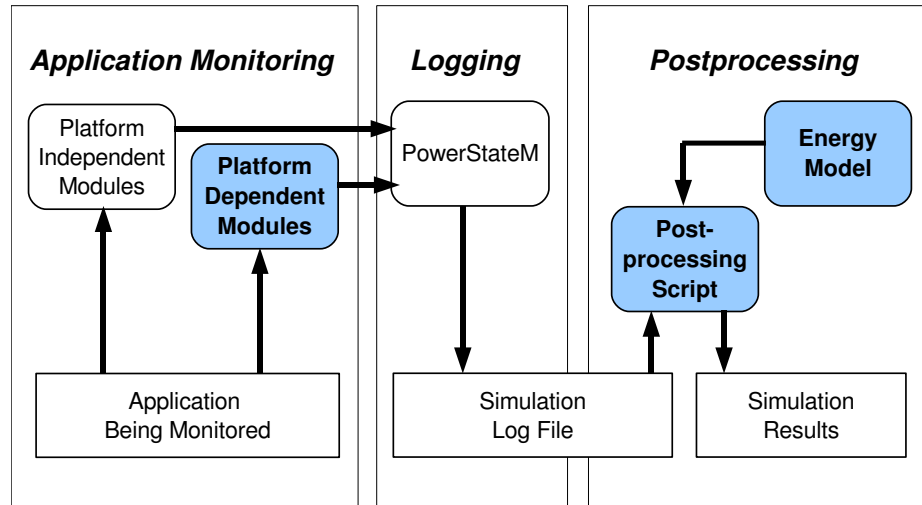 Application Monitoring
Platform
Independent
Modules
Platform
Dependent
Modules
Application
Being Monitored
Logging
PowerStateM
Simulation
Log File
Postprocessing
Energy
Model
Post-
processing
Script
Simulation
Results